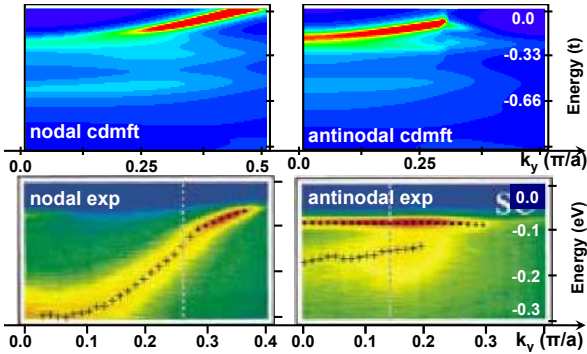 0.0
-0.33
-0.66
Energy (t)
nodal cdmft
antinodal cdmft
0.0 0.25 0.5 0.0 0.25 k_y (π/a)
nodal exp
antinodal exp
0.0
-0.1
-0.2
-0.3
Energy (eV)
0.0 0.1 0.2 0.3 0.4 0.0 0.1 0.2 0.3 k_y (π/a)